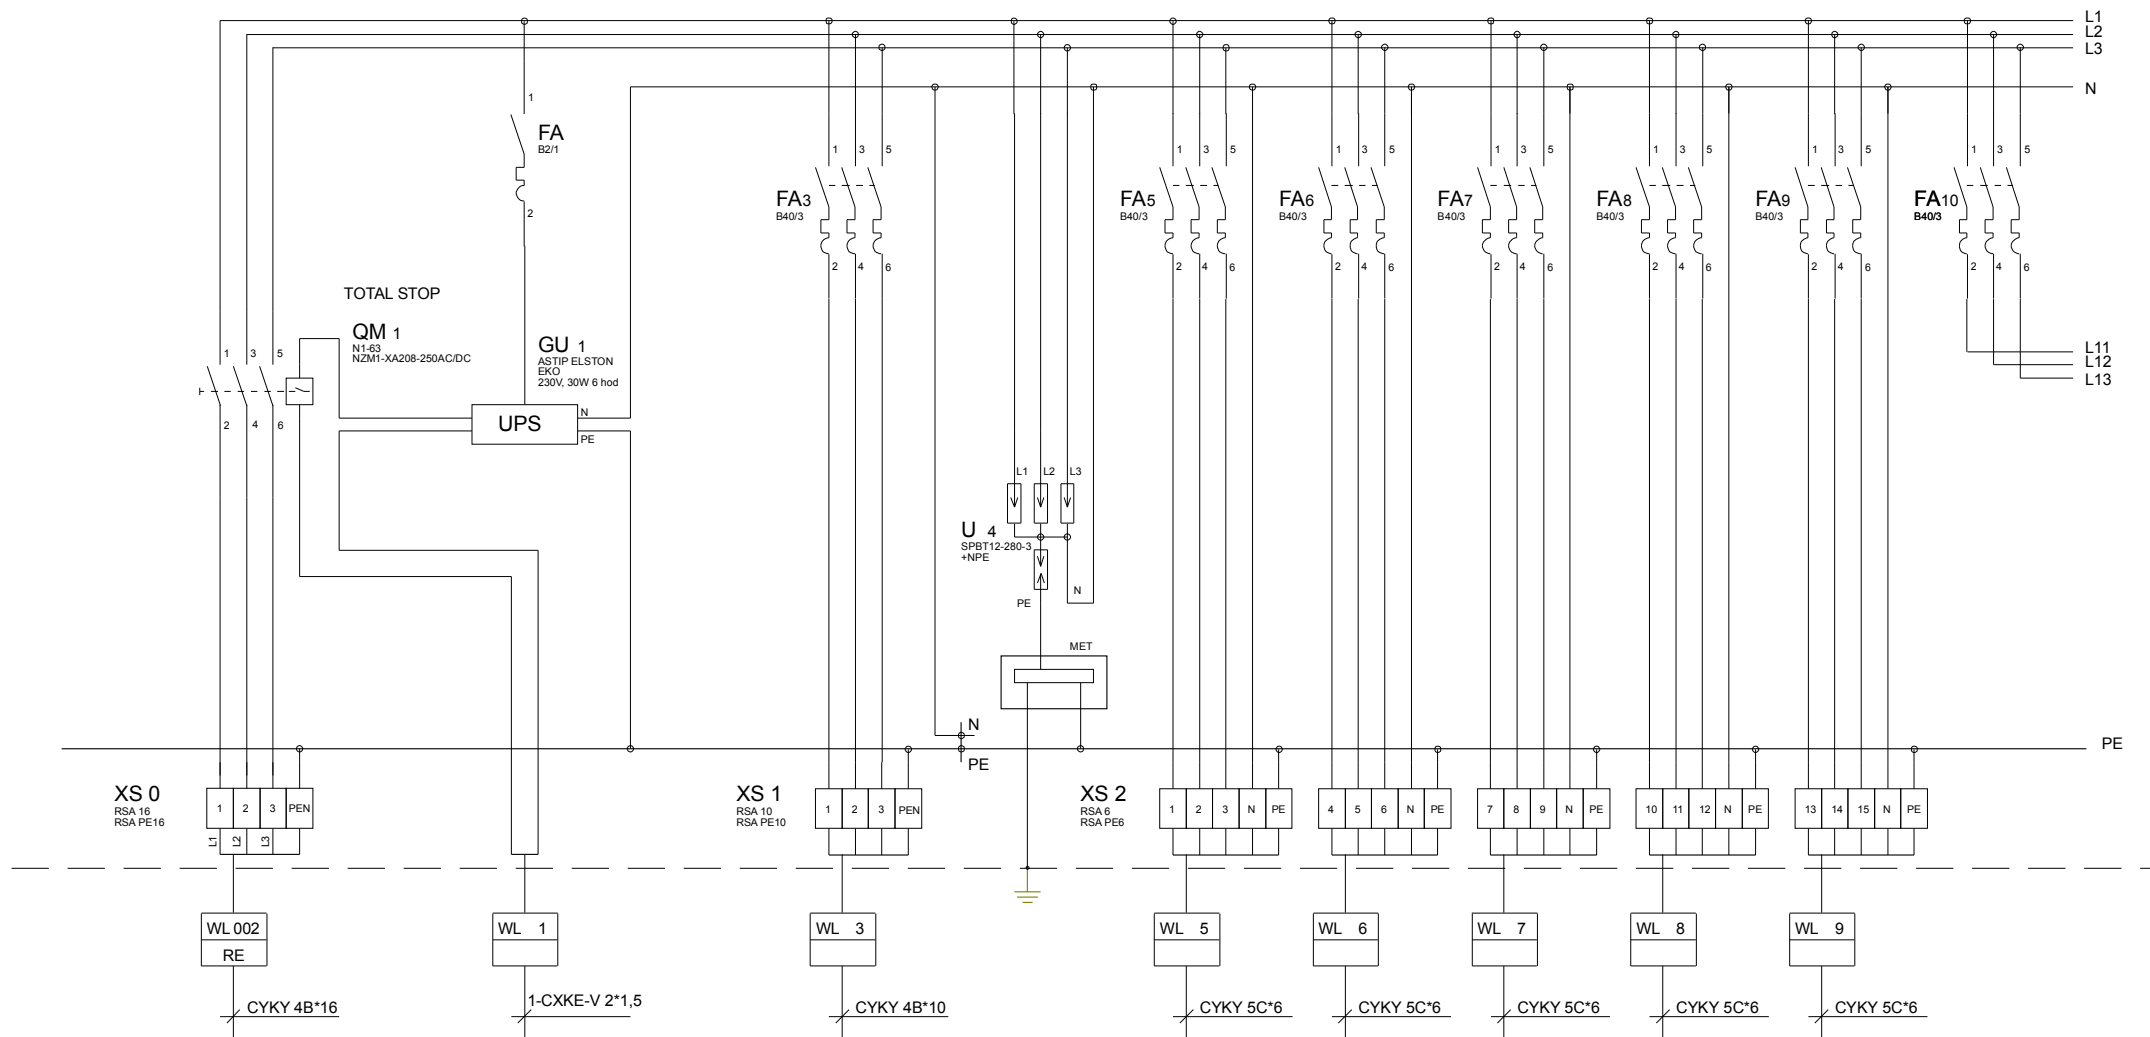 L1
L2
L3
N
1
FA
B2/1
2
1 3 5
FA3
B40/3
2 4 6
1 3 5
FA5
B40/3
2 4 6
1 3 5
FA6
B40/3
2 4 6
1 3 5
FA7
B40/3
2 4 6
1 3 5
FA8
B40/3
2 4 6
1 3 5
FA9
B40/3
2 4 6
1 3 5
FA10
B40/3
2 4 6
L11
L12
L13
TOTAL STOP
QM 1
N1-63
NZM1-XA208-250AC/DC
1 3 5
2 4 6
GU 1
ASTIP ELSTON
EKO
230V, 30W 6 hod
UPS
N
PE
L1 L2 L3
U 4
SPBT12-280-3
+NPE
N
PE
MET
N
PE
PE
XS 0
RSA 16
RSA PE16
1 2 3 PEN
L1 L2 L3
XS 1
RSA 10
RSA PE10
1 2 3 PEN
XS 2
RSA 6
RSA PE6
1 2 3 N PE
4 5 6 N PE
7 8 9 N PE
10 11 12 N PE
13 14 15 N PE
WL 002
RE
WL 1
WL 3
WL 5
WL 6
WL 7
WL 8
WL 9
CYKY 4B*16
1-CXKE-V 2*1,5
CYKY 4B*10
CYKY 5C*6
CYKY 5C*6
CYKY 5C*6
CYKY 5C*6
CYKY 5C*6